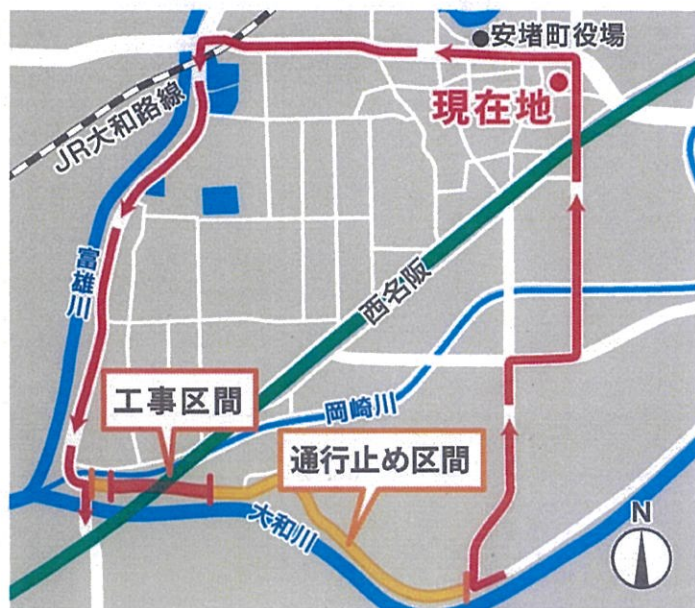 安堵町役場
現在地
JR大和路線
富雄川
西名阪
工事区間
岡崎川
通行止め区間
大和川
N